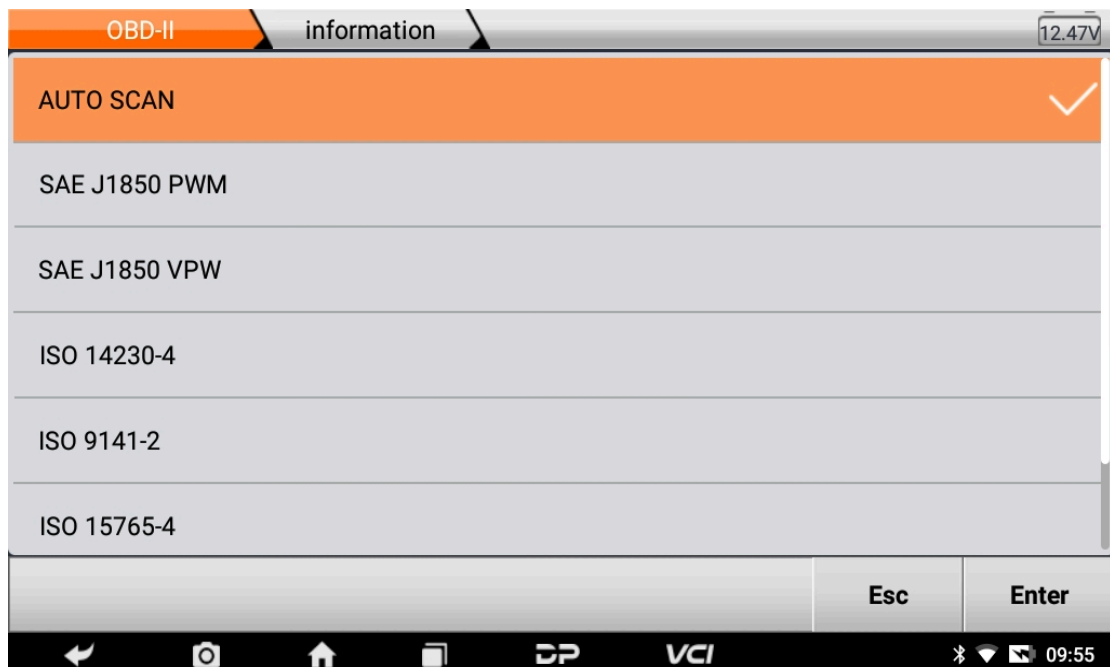 OBD-II
information
12.47V
AUTO SCAN
SAE J1850 PWM
SAE J1850 VPW
ISO 14230-4
ISO 9141-2
ISO 15765-4
Esc
Enter
DP
VCI
09:55